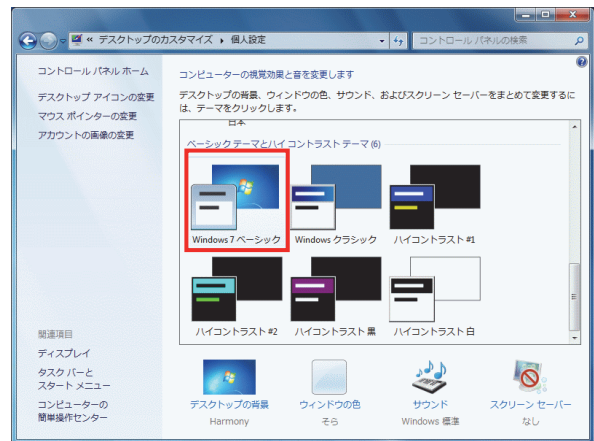 « デスクトップのカスタマイズ ▸ 個人設定
コントロール パネルの検索
コントロール パネル ホーム
デスクトップ アイコンの変更
マウス ポインターの変更
アカウントの画像の変更
関連項目
ディスプレイ
タスク バーと
スタート メニュー
コンピューターの
簡単操作センター
コンピューターの視覚効果と音を変更します
デスクトップの背景、ウィンドウの色、サウンド、およびスクリーン セーバーをまとめて変更するに
は、テーマをクリックします。
日本
ベーシック テーマとハイ コントラスト テーマ (6)
Windows 7 ベーシック
Windows クラシック
ハイコントラスト #1
ハイコントラスト #2
ハイコントラスト 黒
ハイコントラスト 白
デスクトップの背景
Harmony
ウィンドウの色
そら
サウンド
Windows 標準
スクリーン セーバー
なし